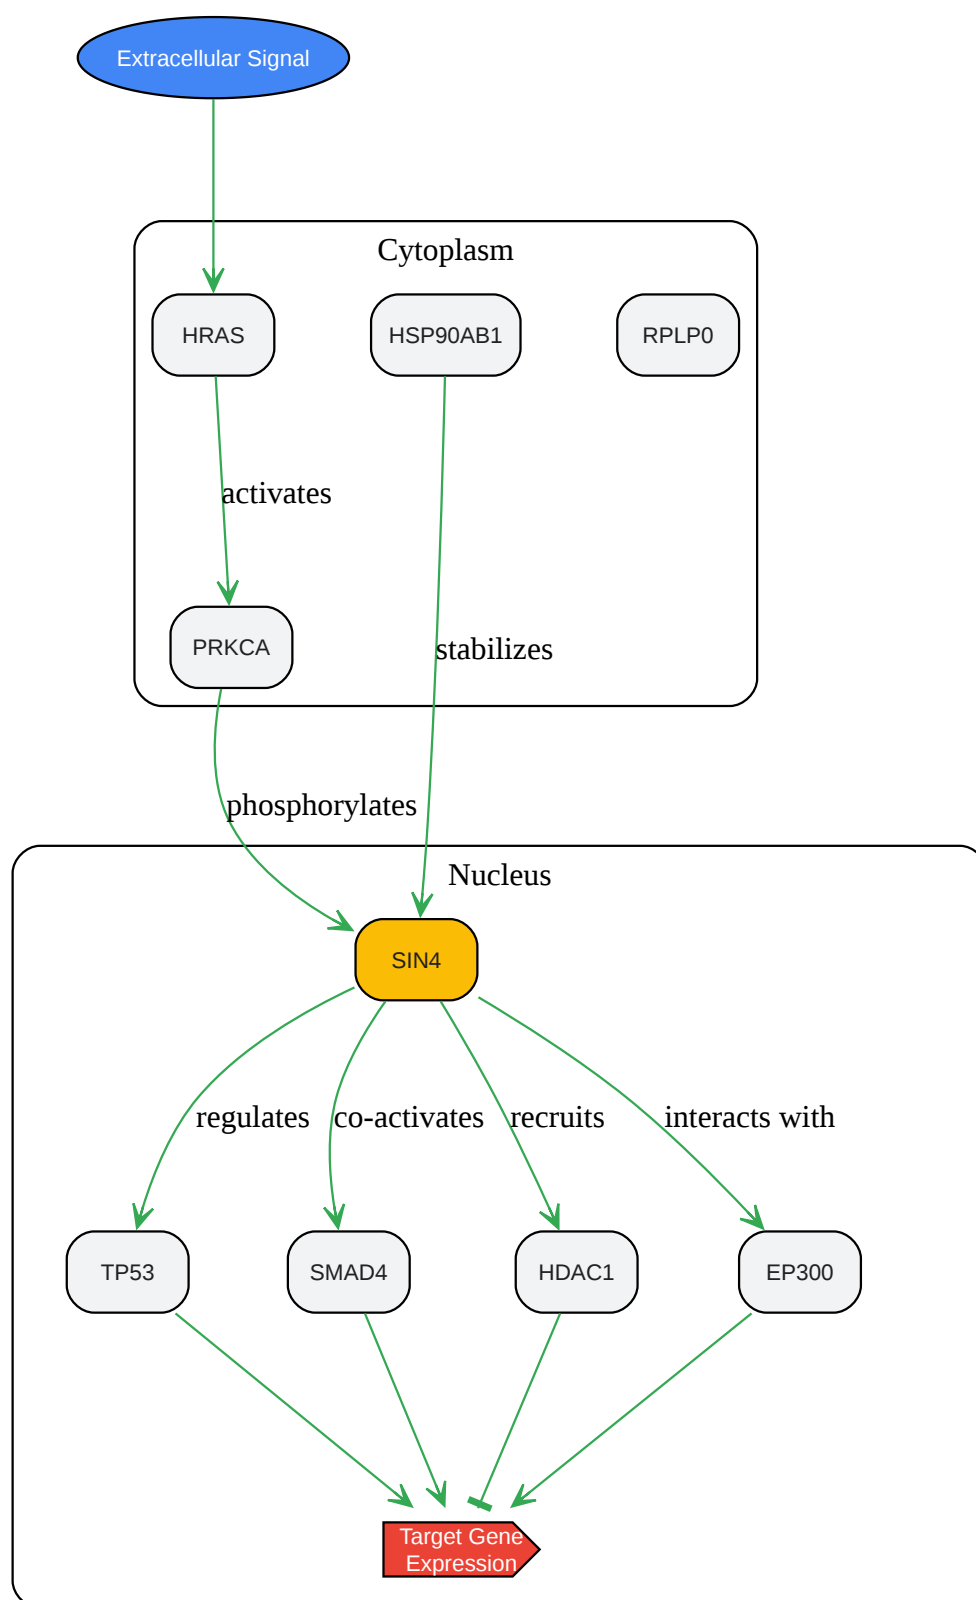 Extracellular Signal
Cytoplasm
HRAS
HSP90AB1
RPLP0
activates
PRKCA
stabilizes
phosphorylates
Nucleus
SIN4
regulates
co-activates
recruits
interacts with
TP53
SMAD4
HDAC1
EP300
Target Gene
Expression